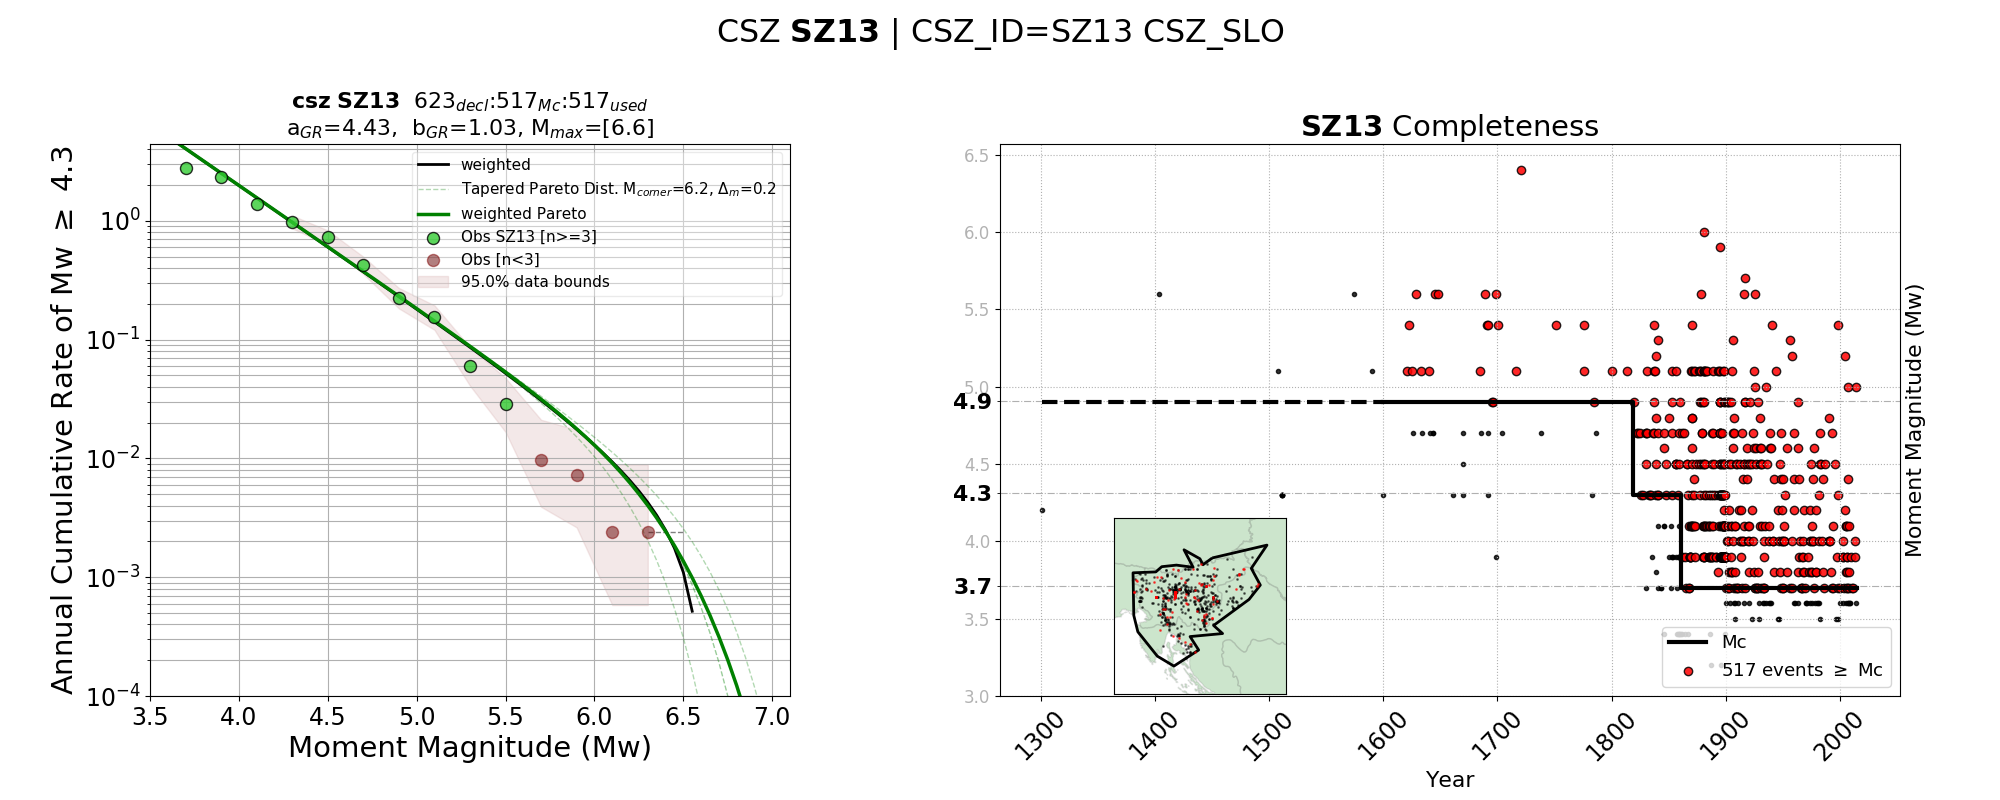 CSZ SZ13 | CSZ_ID=SZ13 CSZ_SLO
csz SZ13 623decl:517Mc:517used
aGR=4.43, bGR=1.03, Mmax=[6.6]
Annual Cumulative Rate of Mw ≥ 4.3
10^0
10^−1
10^−2
10^−3
10^−4
weighted
Tapered Pareto Dist. Mcorner=6.2, Δm=0.2
weighted Pareto
Obs SZ13 [n>=3]
Obs [n<3]
95.0% data bounds
3.5 4.0 4.5 5.0 5.5 6.0 6.5 7.0
Moment Magnitude (Mw)
SZ13 Completeness
6.5
6.0
5.5
5.0
4.9
4.5
4.3
4.0
3.7
3.5
3.0
Moment Magnitude (Mw)
Mc
517 events ≥ Mc
1300 1400 1500 1600 1700 1800 1900 2000
Year